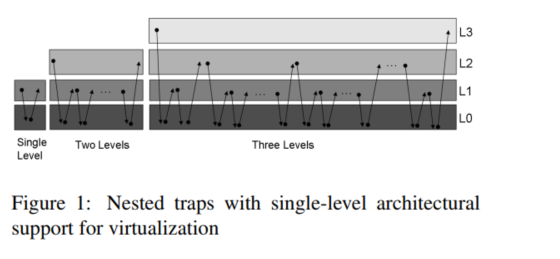 L3
L2
L1
L0
Single
Level
Two Levels
Three Levels
Figure 1: Nested traps with single-level architectural
support for virtualization